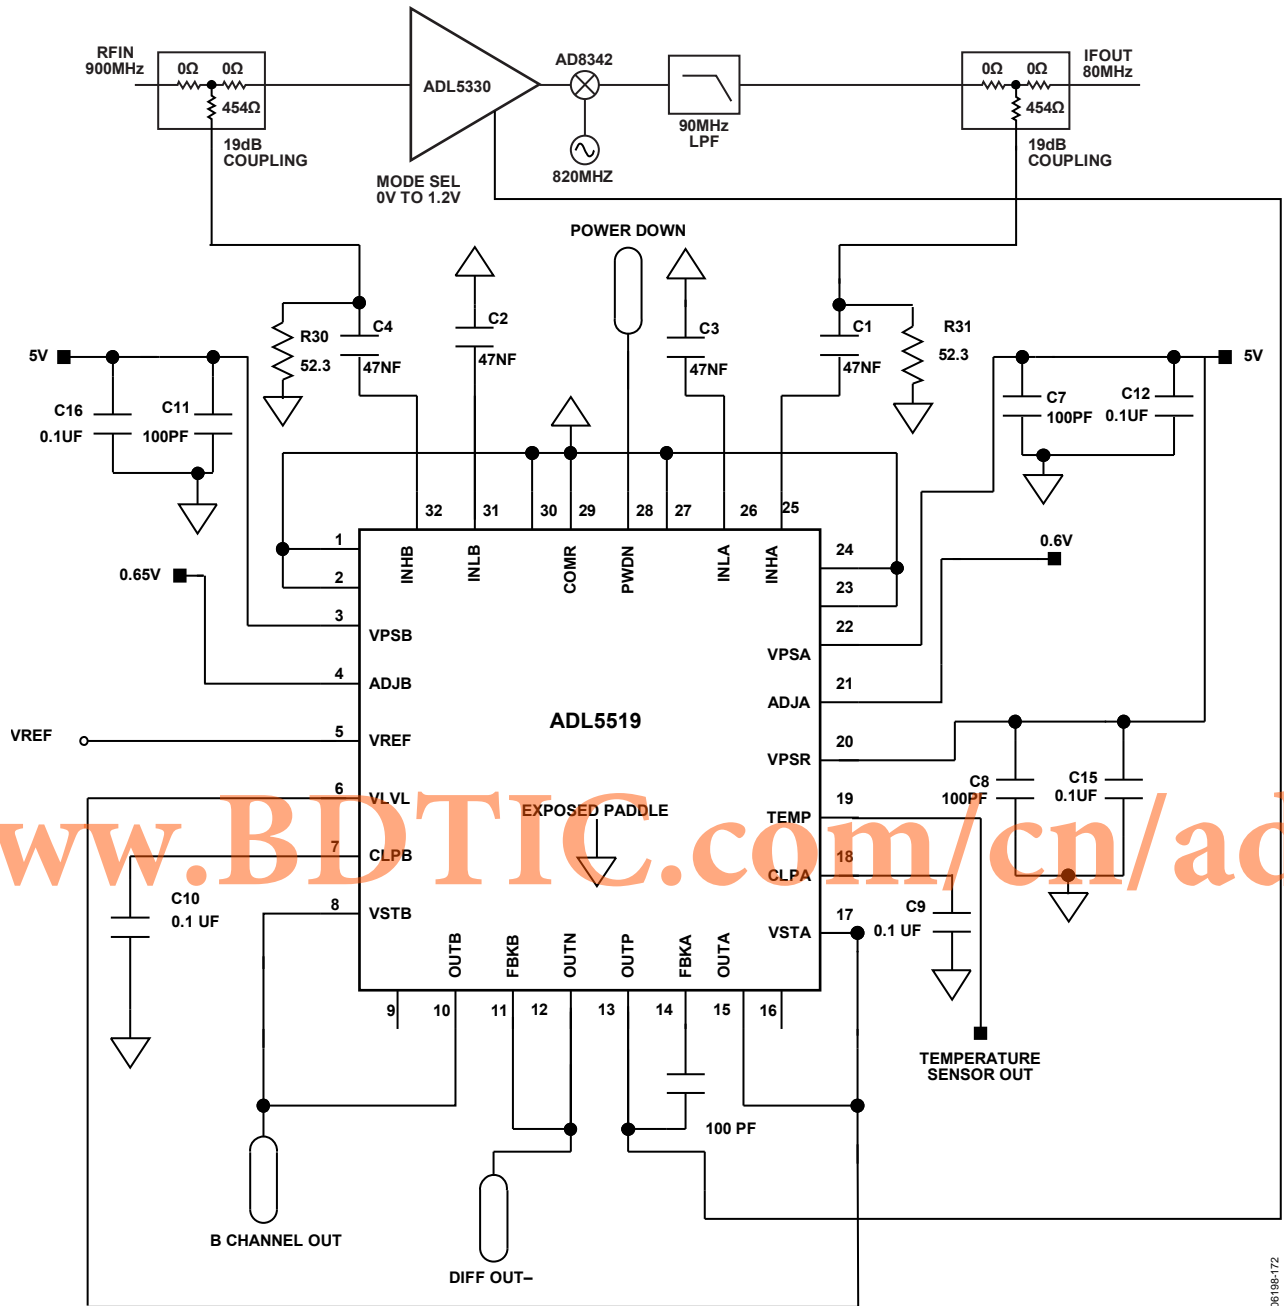 RFIN
900MHz
0Ω 0Ω
454Ω
19dB
COUPLING
ADL5330
MODE SEL
0V TO 1.2V
AD8342
820MHZ
90MHz
LPF
0Ω 0Ω
454Ω
19dB
COUPLING
IFOUT
80MHz
POWER DOWN
R30
52.3
C4
47NF
C2
47NF
C3
47NF
C1
47NF
R31
52.3
5V
C16
0.1UF
C11
100PF
5V
C7
100PF
C12
0.1UF
32 31 30 29 28 27 26 25
INHB INLB COMR PWDN INLA INHA
0.65V
0.6V
1
2
3 VPSB
4 ADJB
VREF 5 VREF
6 VLVL
7 CLPB
8 VSTB
24
23
22
VPSA
21
ADJA
20
VPSR
19
TEMP
18
CLPA
17
VSTA
ADL5519
EXPOSED PADDLE
C8
100PF
C15
0.1UF
www.BDTIC.com/cn/ad
C10
0.1 UF
C9
0.1 UF
OUTB FBKB OUTN OUTP FBKA OUTA
9 10 11 12 13 14 15 16
TEMPERATURE
SENSOR OUT
100 PF
B CHANNEL OUT
DIFF OUT–
06198-172